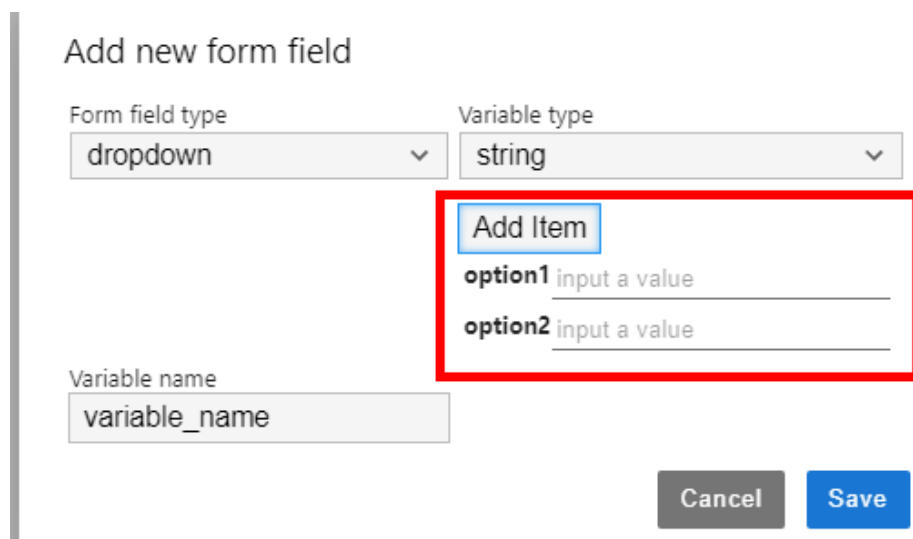 Add new form field
Form field type Variable type
dropdown string
Add Item
option1 input a value
option2 input a value
Variable name
variable_name
Cancel Save